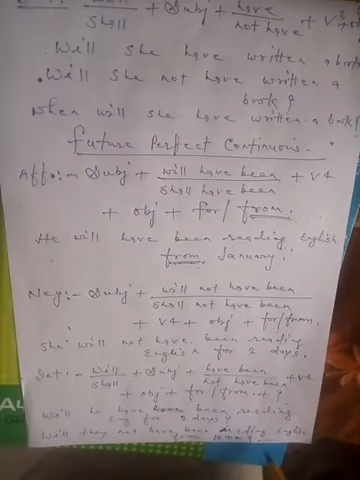 will
shall + Subj + have
not have + V3
Will she have written a book
Will she not have written a
book?
when will she have written a book?
future Perfect Continuous.
Aff:- Subj + will have been
shall have been + V4
+ obj + for/from.
He will have been reading English
from January.
Neg:- Subj + will not have been
shall not have been
+ V4 + obj + for/from.
She will not have been reading
English for 2 days.
Int:- Will
Shall + Subj + have been
not have been + V4
+ obj + for/from + ?
Will he have been reading
Eng for 2 days?
Will they not have been reading English
from
AL
ON